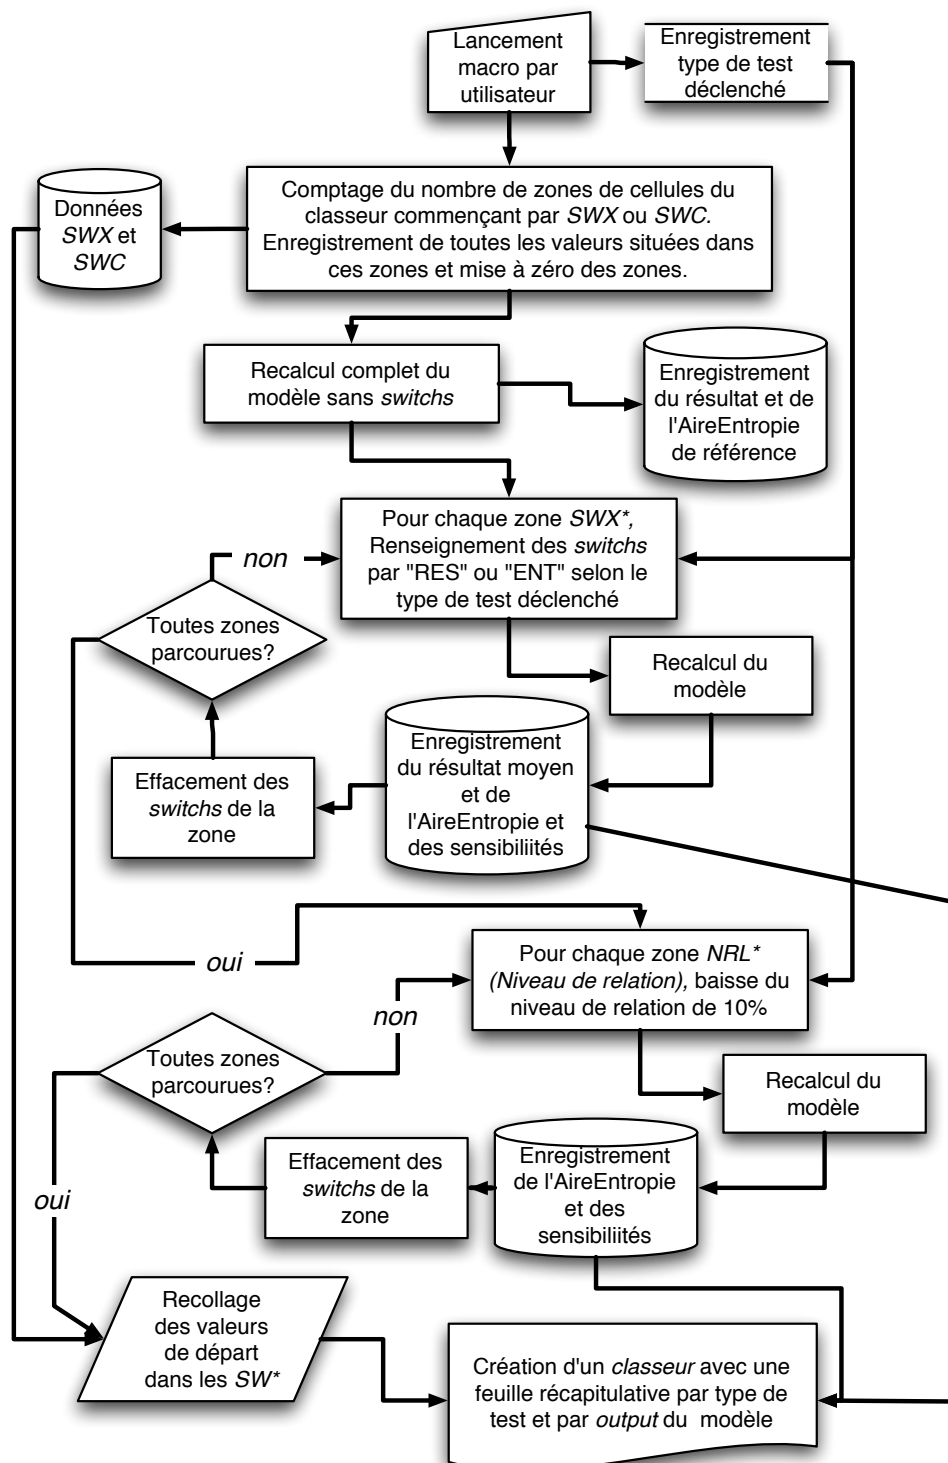 Lancement
macro par
utilisateur
Enregistrement
type de test
déclenché
Données
SWX et
SWC
Comptage du nombre de zones de cellules du
classeur commençant par SWX ou SWC.
Enregistrement de toutes les valeurs situées dans
ces zones et mise à zéro des zones.
Recalcul complet du
modèle sans switchs
Enregistrement
du résultat et de
l'AireEntropie
de référence
Pour chaque zone SWX*,
Renseignement des switchs
par "RES" ou "ENT" selon le
type de test déclenché
non
Toutes zones
parcourues?
Recalcul du
modèle
Enregistrement
du résultat moyen
et de
l'AireEntropie et
des sensibiliités
Effacement des
switchs de la
zone
oui
Pour chaque zone NRL*
(Niveau de relation), baisse du
niveau de relation de 10%
non
Toutes zones
parcourues?
Recalcul du
modèle
Enregistrement
de l'AireEntropie
et des
sensibiliités
Effacement des
switchs de la
zone
oui
Recollage
des valeurs
de départ
dans les SW*
Création d'un classeur avec une
feuille récapitulative par type de
test et par output du modèle